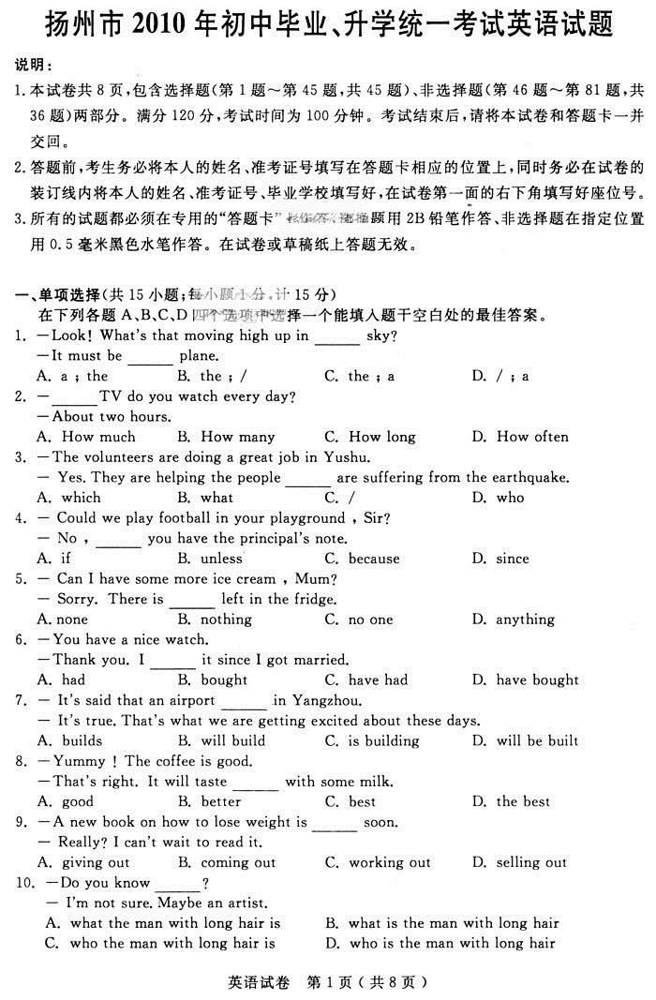 扬州市 2010 年初中毕业、升学统一考试英语试题
说明:
1. 本试卷共 8 页,包含选择题(第 1 题～第 45 题,共 45 题)、非选择题(第 46 题～第 81 题,共
36 题)两部分。满分 120 分,考试时间为 100 分钟。考试结束后,请将本试卷和答题卡一并
交回。
2. 答题前,考生务必将本人的姓名、准考证号填写在答题卡相应的位置上,同时务必在试卷的
装订线内将本人的姓名、准考证号、毕业学校填写好,在试卷第一面的右下角填写好座位号。
3. 所有的试题都必须在专用的“答题卡” 题用 2B 铅笔作答、非选择题在指定位置
用 0.5 毫米黑色水笔作答。在试卷或草稿纸上答题无效。
一、单项选择(共 15 小题;每小题 1 分,计 15 分)
在下列各题 A、B、C、D 四个选项中选择一个能填入题干空白处的最佳答案。
1. —Look! What's that moving high up in ______ sky?
—It must be ______ plane.
A. a ; the B. the ; / C. the ; a D. / ; a
2. —______ TV do you watch every day?
—About two hours.
A. How much B. How many C. How long D. How often
3. —The volunteers are doing a great job in Yushu.
— Yes. They are helping the people ______ are suffering from the earthquake.
A. which B. what C. / D. who
4. — Could we play football in your playground , Sir?
— No , ______ you have the principal's note.
A. if B. unless C. because D. since
5. — Can I have some more ice cream , Mum?
— Sorry. There is ______ left in the fridge.
A. none B. nothing C. no one D. anything
6. —You have a nice watch.
—Thank you. I ______ it since I got married.
A. had B. bought C. have had D. have bought
7. — It's said that an airport ______ in Yangzhou.
— It's true. That's what we are getting excited about these days.
A. builds B. will build C. is building D. will be built
8. —Yummy ! The coffee is good.
—That's right. It will taste ______ with some milk.
A. good B. better C. best D. the best
9. —A new book on how to lose weight is ______ soon.
— Really? I can't wait to read it.
A. giving out B. coming out C. working out D. selling out
10. —Do you know ______?
— I'm not sure. Maybe an artist.
A. what the man with long hair is B. what is the man with long hair
C. who the man with long hair is D. who is the man with long hair
英语试卷 第 1 页 ( 共 8 页 )